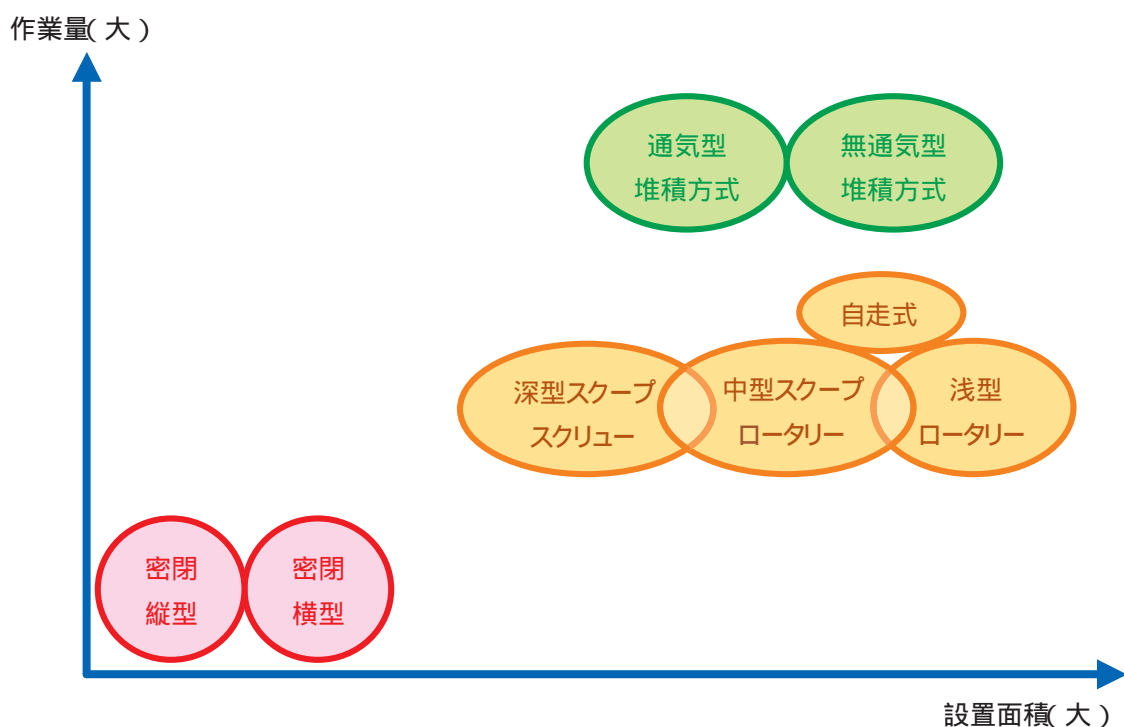 作業量(大)
通気型
堆積方式
無通気型
堆積方式
自走式
深型スクープ
スクリュー
中型スクープ
ロータリー
浅型
ロータリー
密閉
縦型
密閉
横型
設置面積(大)